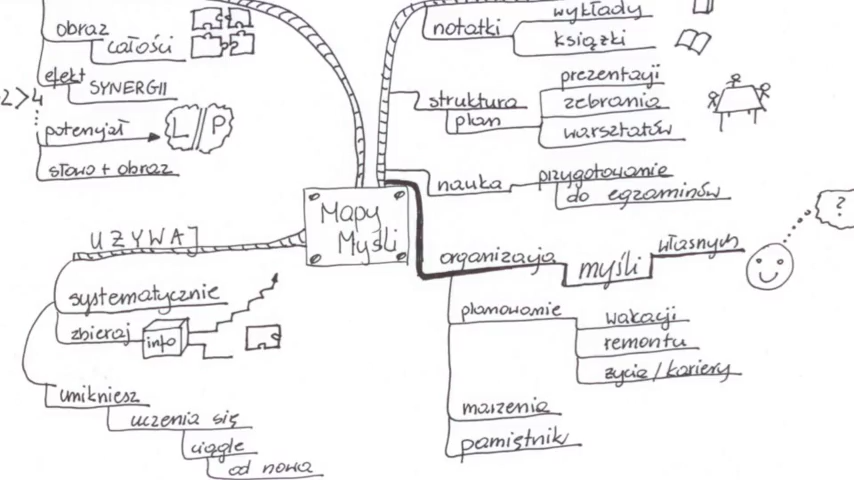 obraz
całości
efekt
SYNERGII
2>4
potencjał
L / P
słowo + obraz
wykłady
notatki
książki
prezentacji
struktura
zebrania
plan
warsztatów
nauka
przygotowanie
do egzaminów
Mapy
Myśli
organizacja
myśli
własnych
?
planowanie
wakacji
remontu
życia/kariery
marzenia
pamiętnik
UŻYWAJ
systematycznie
zbieraj
info
unikniesz
uczenia się
ciągle
od nowa